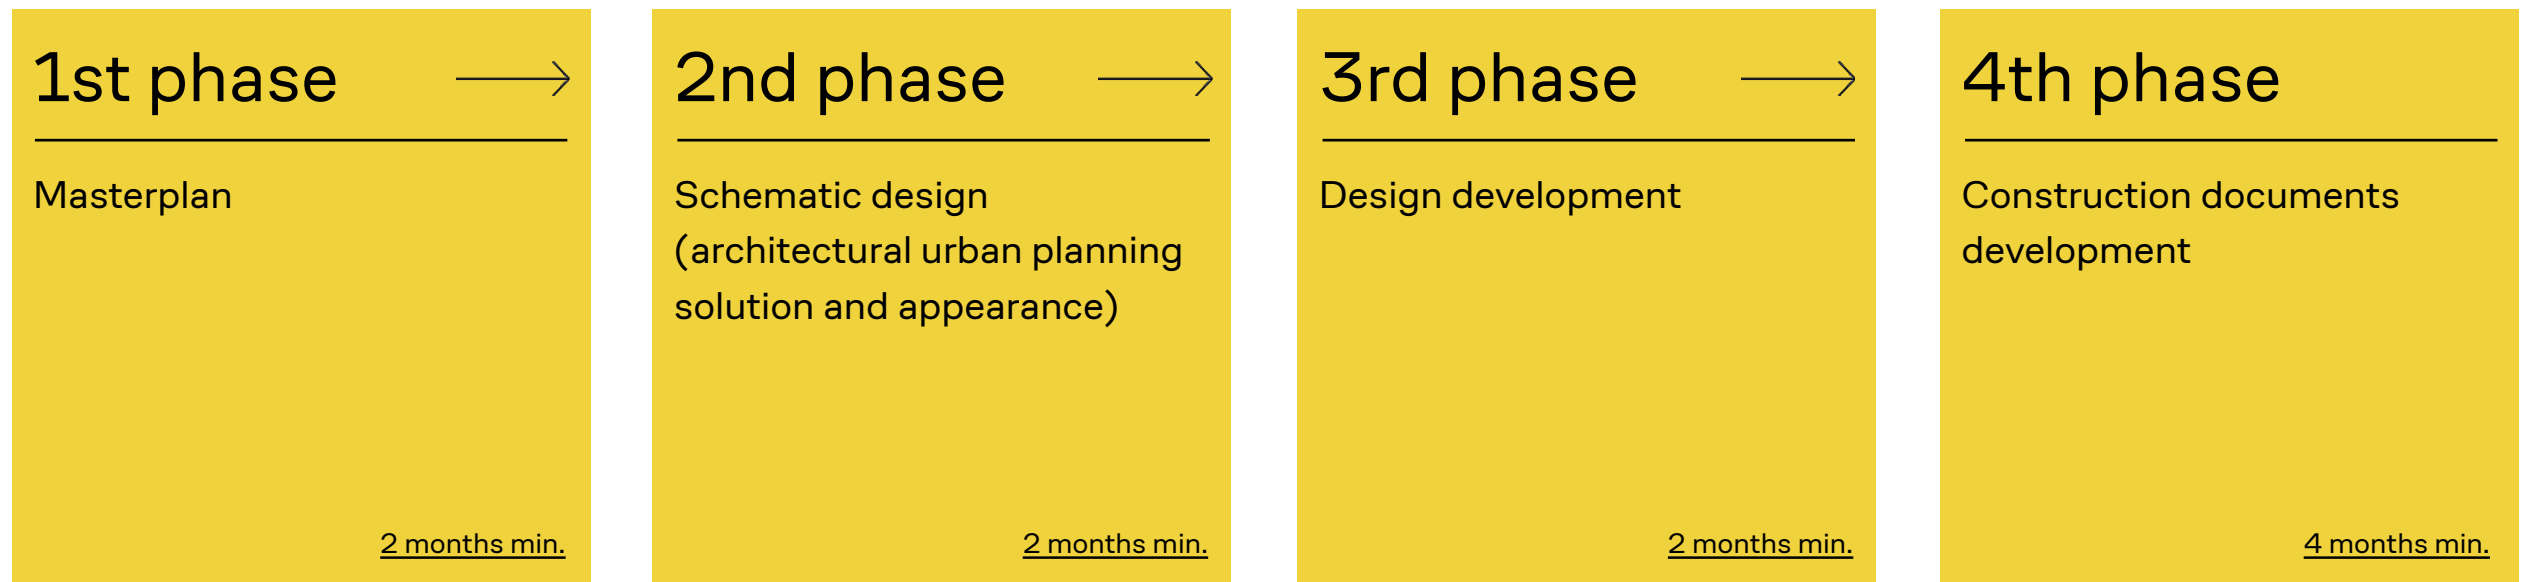 1st phase
Masterplan
2 months min.
2nd phase
Schematic design
(architectural urban planning
solution and appearance)
2 months min.
3rd phase
Design development
2 months min.
4th phase
Construction documents
development
4 months min.